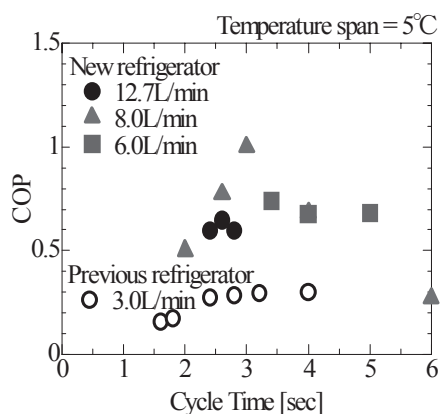 Temperature span = 5℃
1.5
New refrigerator
12.7L/min
8.0L/min
6.0L/min
1
COP
0.5
Previous refrigerator
3.0L/min
0
0 1 2 3 4 5 6
Cycle Time [sec]